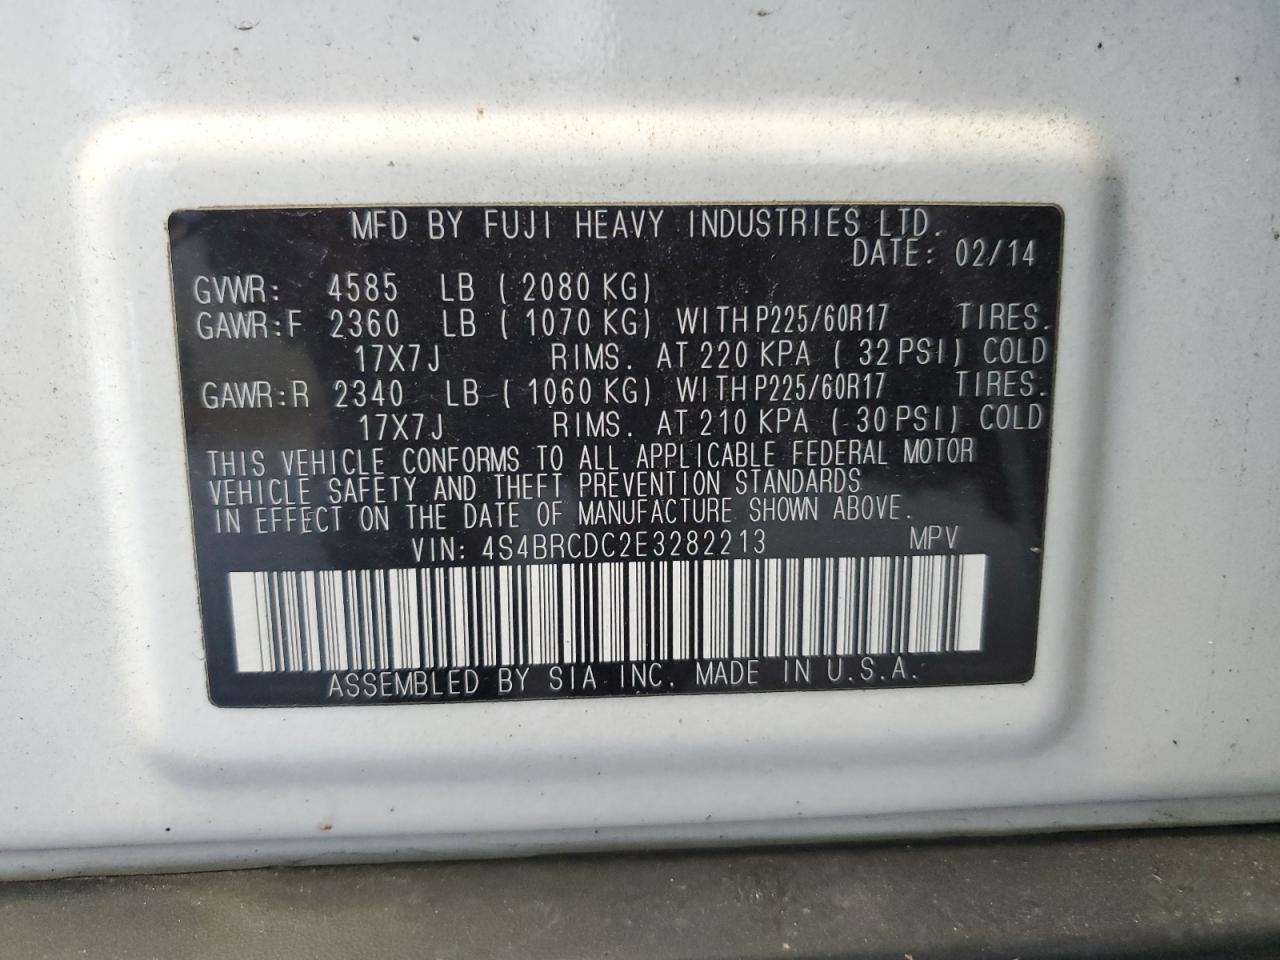 MFD BY FUJI HEAVY INDUSTRIES LTD.
DATE: 02/14
GVWR: 4585 LB ( 2080 KG)
GAWR:F 2360 LB ( 1070 KG) WITH P225/60R17 TIRES.
17X7J RIMS. AT 220 KPA ( 32 PSI) COLD
GAWR:R 2340 LB ( 1060 KG) WITH P225/60R17 TIRES.
17X7J RIMS. AT 210 KPA ( 30 PSI) COLD
THIS VEHICLE CONFORMS TO ALL APPLICABLE FEDERAL MOTOR
VEHICLE SAFETY AND THEFT PREVENTION STANDARDS
IN EFFECT ON THE DATE OF MANUFACTURE SHOWN ABOVE.
VIN: 4S4BRCDC2E3282213 MPV
ASSEMBLED BY SIA INC. MADE IN U.S.A.